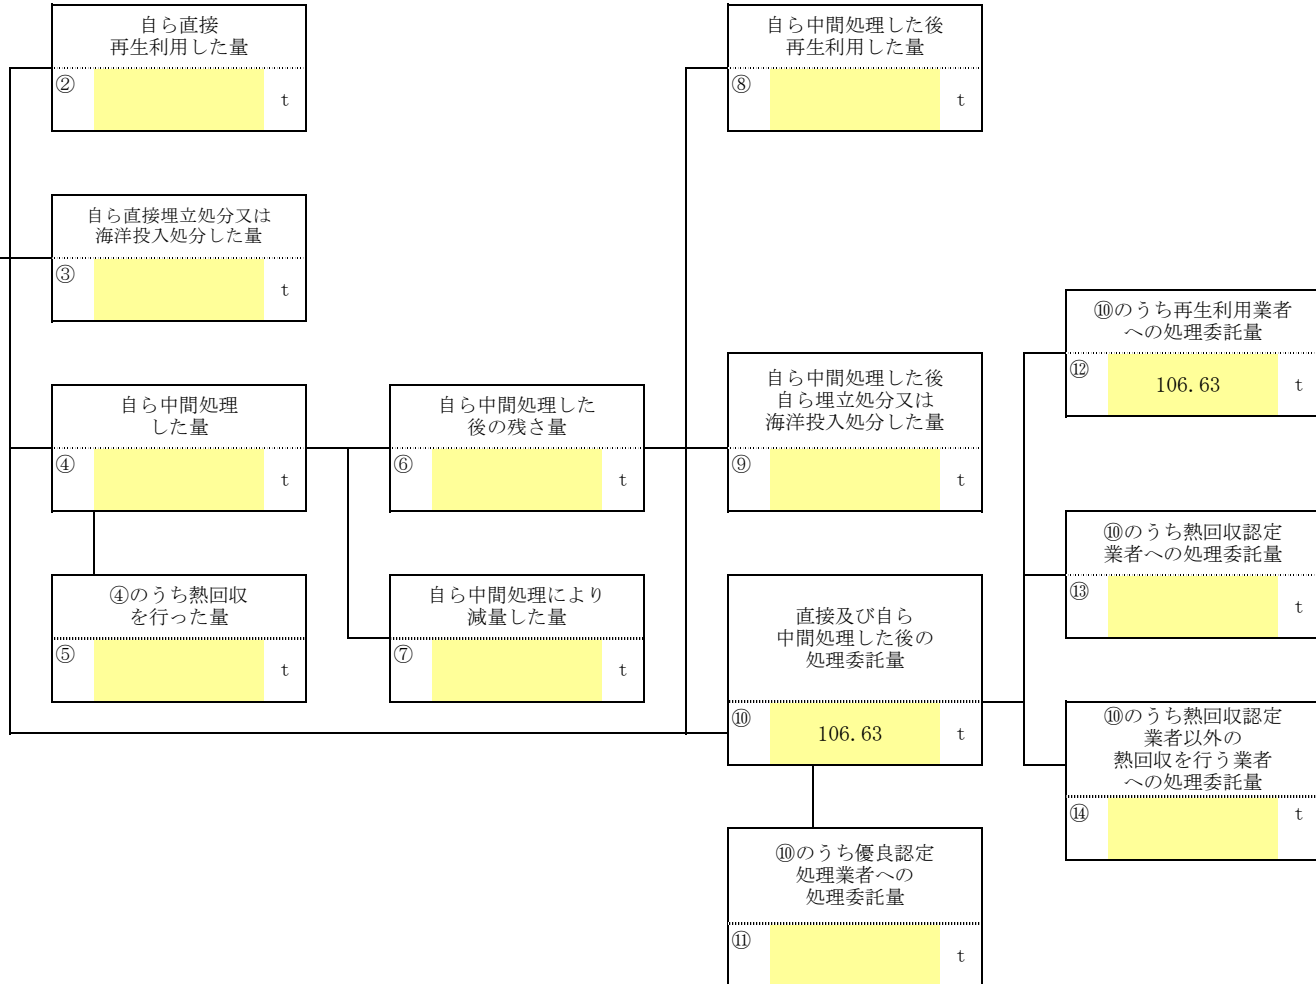 自ら直接
再生利用した量
②
t
自ら中間処理した後
再生利用した量
⑧
t
自ら直接埋立処分又は
海洋投入処分した量
③
t
⑩のうち再生利用業者
への処理委託量
⑫
106.63
t
自ら中間処理
した量
④
t
自ら中間処理した
後の残さ量
⑥
t
自ら中間処理した後
自ら埋立処分又は
海洋投入処分した量
⑨
t
⑩のうち熱回収認定
業者への処理委託量
⑬
t
④のうち熱回収
を行った量
⑤
t
自ら中間処理により
減量した量
⑦
t
直接及び自ら
中間処理した後の
処理委託量
⑩
106.63
t
⑩のうち熱回収認定
業者以外の
熱回収を行う業者
への処理委託量
⑭
t
⑩のうち優良認定
処理業者への
処理委託量
⑪
t